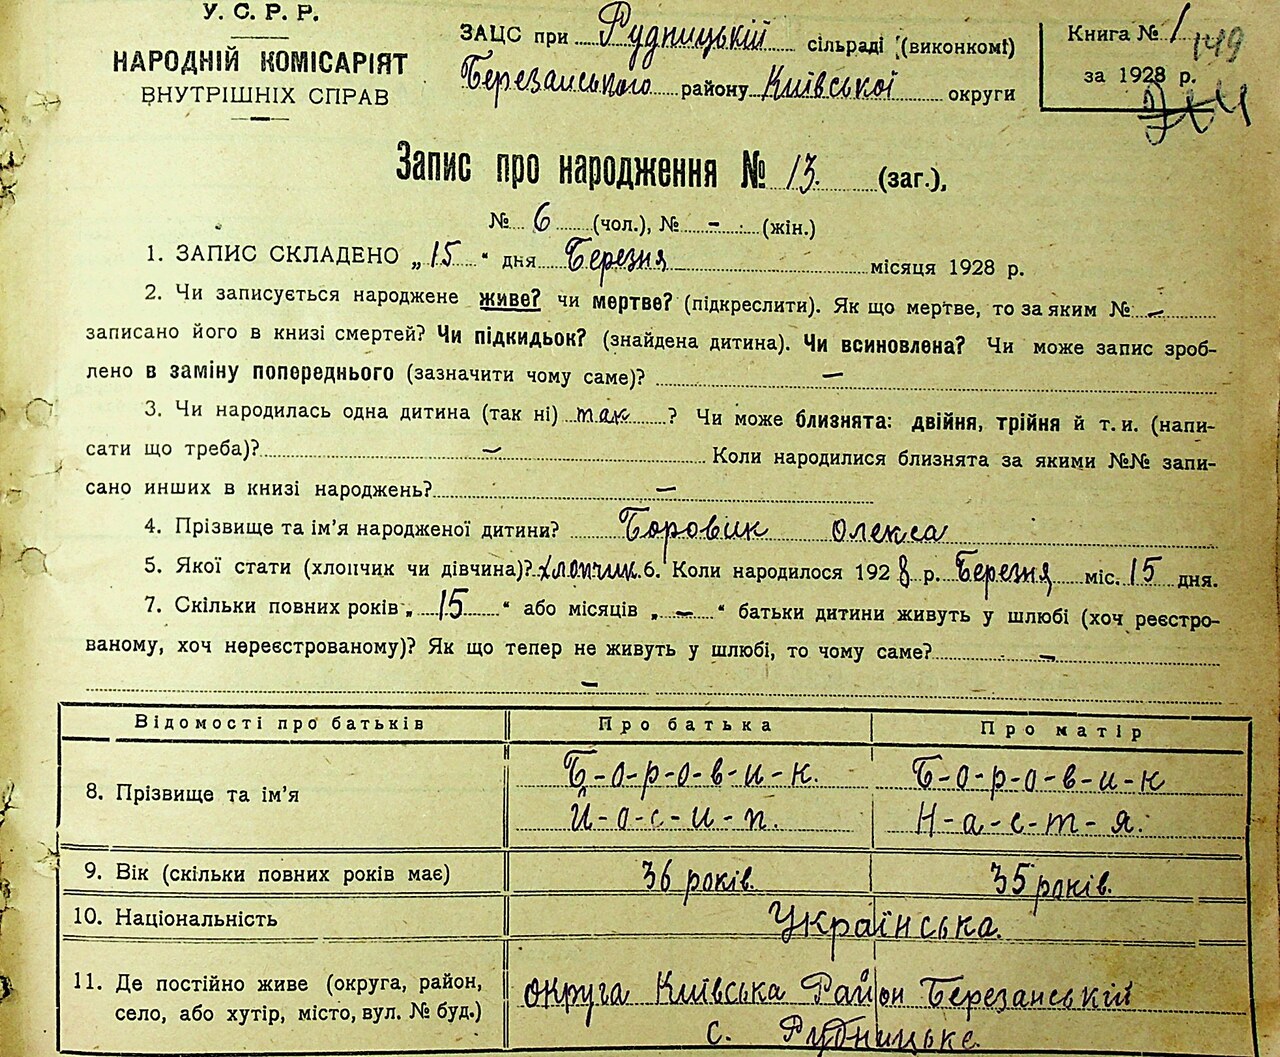 У. С. Р. Р.
НАРОДНІЙ КОМІСАРІЯТ
ВНУТРІШНІХ СПРАВ
ЗАЦС при Рудницькій сільраді (виконкомі)
Березанського району Київської округи
Книга № 1
149
за 1928 р.
Запис про народження № 13. (заг.),
№ 6 (чол.), № - (жін.)
1. ЗАПИС СКЛАДЕНО „15" дня Березня місяця 1928 р.
2. Чи записується народжене живе? чи мертве? (підкреслити). Як що мертве, то за яким № —
записано його в книзі смертей? Чи підкидьок? (знайдена дитина). Чи всиновлена? Чи може запис зроб-
лено в заміну попереднього (зазначити чому саме)? —
3. Чи народилась одна дитина (так ні) так ? Чи може близнята: двійня, трійня й т. и. (напи-
сати що треба)? — Коли народилися близнята за якими №№ запи-
сано инших в книзі народжень? —
4. Прізвище та ім'я народженої дитини? Боровик Олекса
5. Якої стати (хлопчик чи дівчина)? хлопчик. 6. Коли народилося 1928 р. Березня міс. 15 дня.
7. Скільки повних років „15" або місяців „—" батьки дитини живуть у шлюбі (хоч реєстро-
ваному, хоч нереєстрованому)? Як що тепер не живуть у шлюбі, то чому саме? —
—
Відомості про батьків Про батька Про матір
8. Прізвище та ім'я Б-о-р-о-в-и-к. Б-о-р-о-в-и-к
Й-о-с-и-п. Н-а-с-т-я.
9. Вік (скільки повних років має) 36 років. 35 років.
10. Національність Українська.
11. Де постійно живе (округа, район, округа Київська Район Березанській
село, або хутір, місто, вул. № буд.) с. Рудницьке